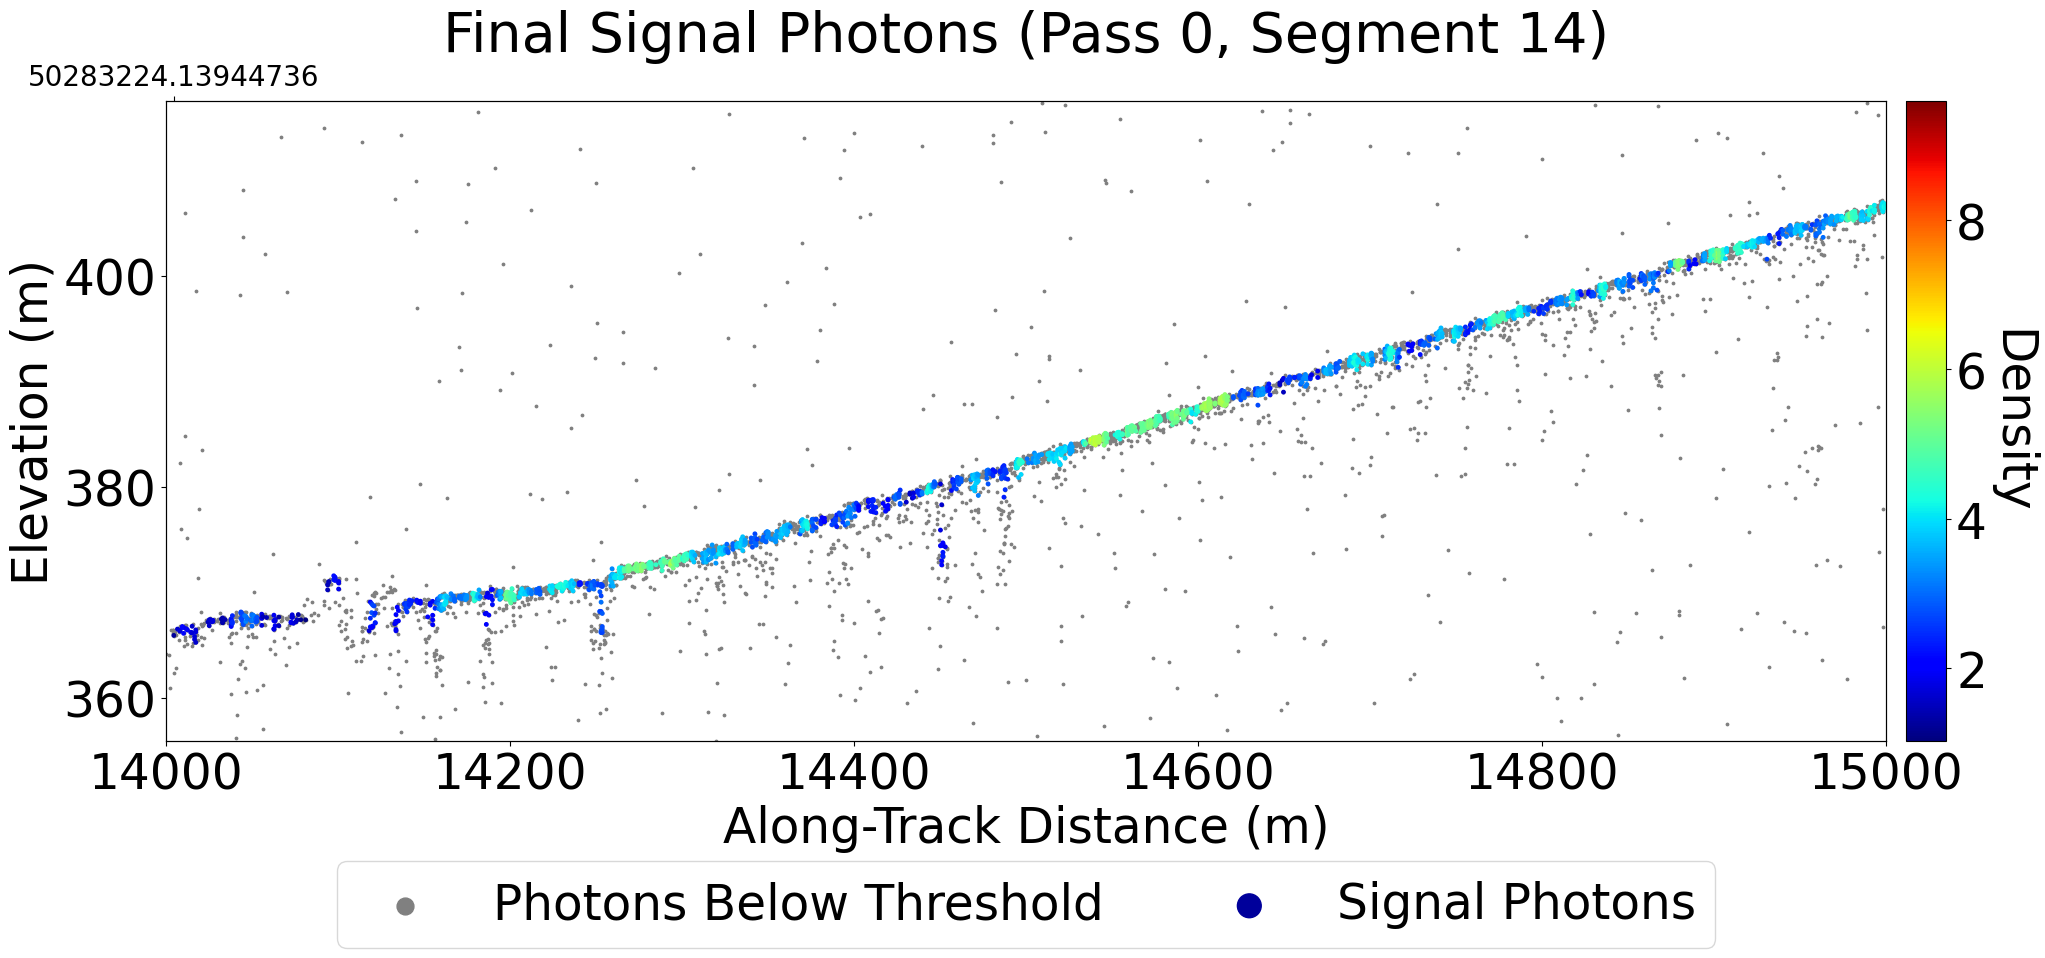 Final Signal Photons (Pass 0, Segment 14)
50283224.13944736
Elevation (m)
400
380
360
14000 14200 14400 14600 14800 15000
Along-Track Distance (m)
8
6
4
2
Density
Photons Below Threshold Signal Photons